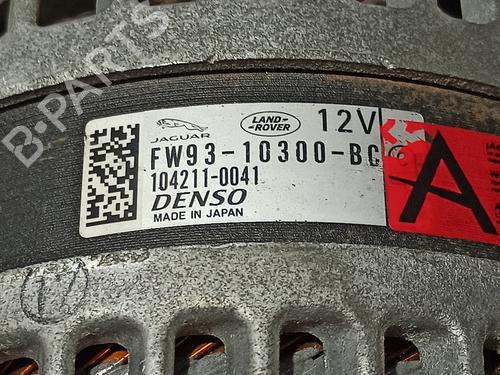 JAGUAR
LAND-
ROVER
12V
FW93-10300-BC
104211-0041
DENSO
MADE IN JAPAN
A
B-PARTS